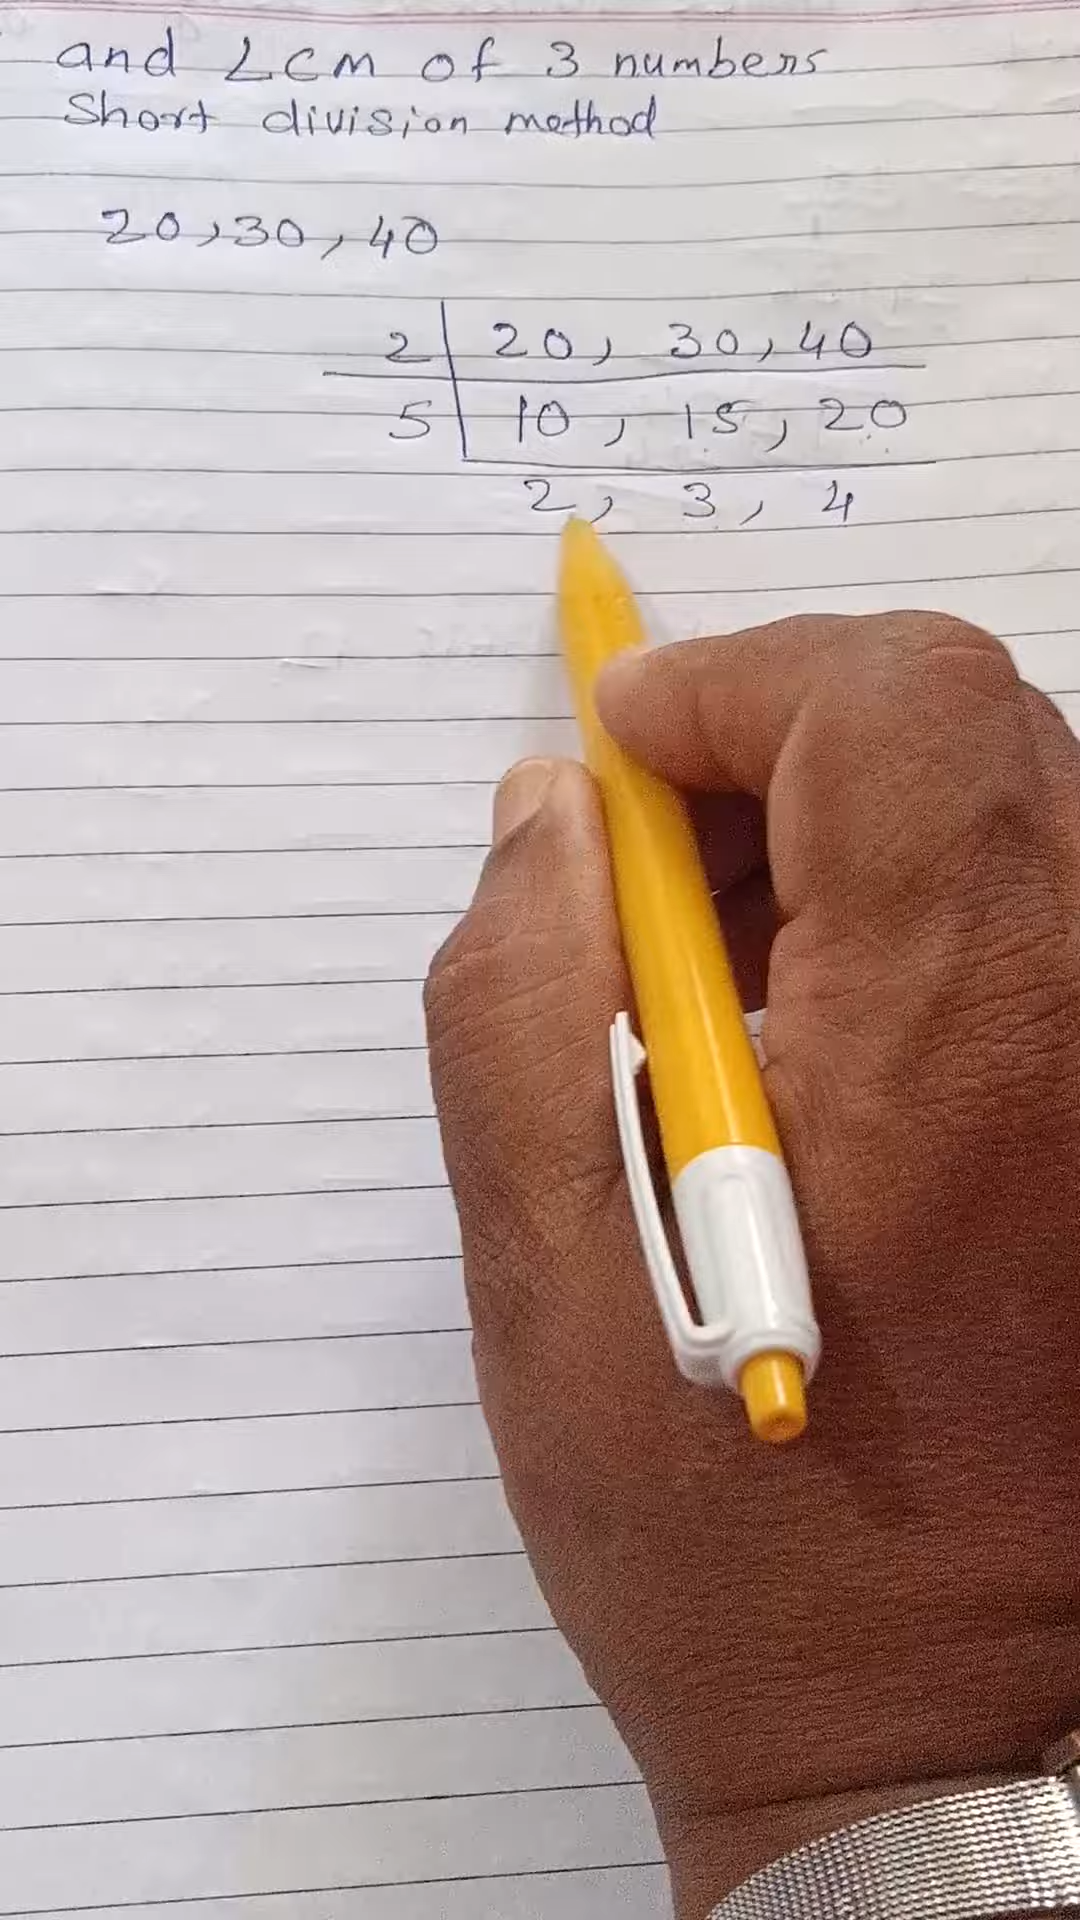 and LCM of 3 numbers
Short division method
20, 30, 40
2 | 20, 30, 40
5 | 10, 15, 20
2, 3, 4